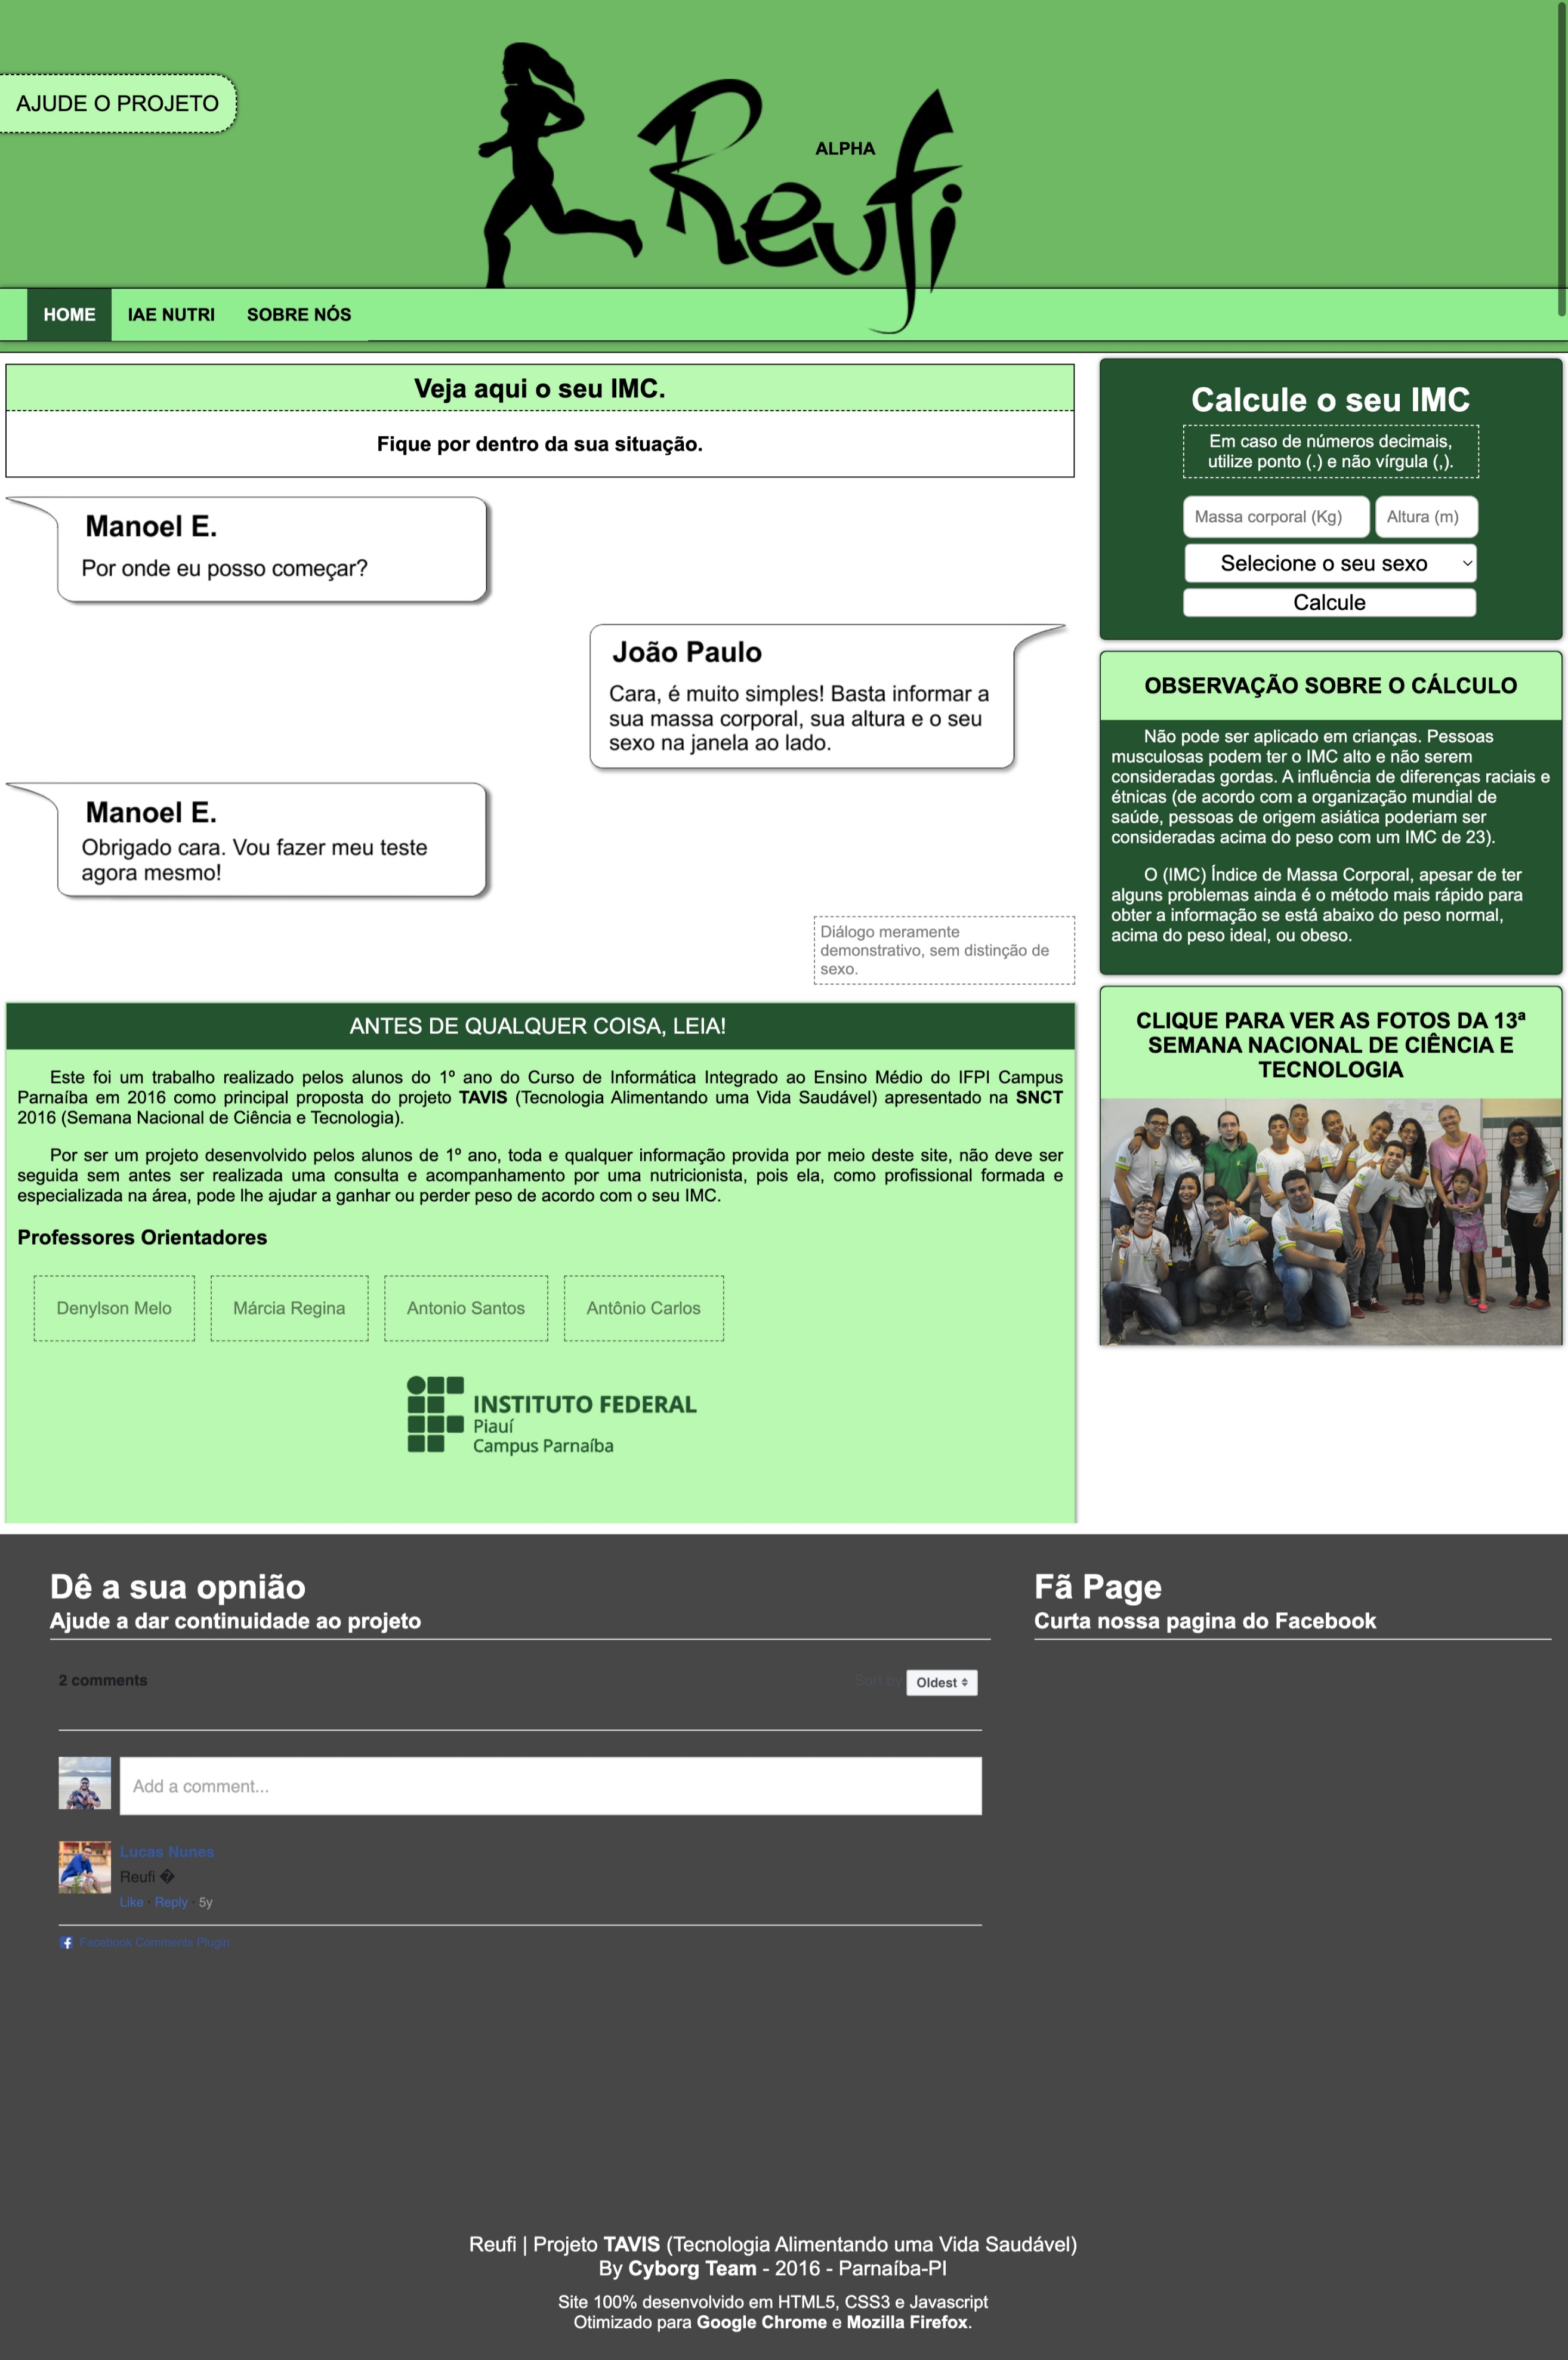 AJUDE O PROJETO
ALPHA
Reufi
HOME
IAE NUTRI
SOBRE NÓS
Veja aqui o seu IMC.
Fique por dentro da sua situação.
Manoel E.
Por onde eu posso começar?
João Paulo
Cara, é muito simples! Basta informar a
sua massa corporal, sua altura e o seu
sexo na janela ao lado.
Manoel E.
Obrigado cara. Vou fazer meu teste
agora mesmo!
Diálogo meramente
demonstrativo, sem distinção de
sexo.
ANTES DE QUALQUER COISA, LEIA!
Este foi um trabalho realizado pelos alunos do 1º ano do Curso de Informática Integrado ao Ensino Médio do IFPI Campus
Parnaíba em 2016 como principal proposta do projeto TAVIS (Tecnologia Alimentando uma Vida Saudável) apresentado na SNCT
2016 (Semana Nacional de Ciência e Tecnologia).
Por ser um projeto desenvolvido pelos alunos de 1º ano, toda e qualquer informação provida por meio deste site, não deve ser
seguida sem antes ser realizada uma consulta e acompanhamento por uma nutricionista, pois ela, como profissional formada e
especializada na área, pode lhe ajudar a ganhar ou perder peso de acordo com o seu IMC.
Professores Orientadores
Denylson Melo
Márcia Regina
Antonio Santos
Antônio Carlos
INSTITUTO FEDERAL
Piauí
Campus Parnaíba
Calcule o seu IMC
Em caso de números decimais,
utilize ponto (.) e não vírgula (,).
Massa corporal (Kg)
Altura (m)
Selecione o seu sexo
Calcule
OBSERVAÇÃO SOBRE O CÁLCULO
Não pode ser aplicado em crianças. Pessoas
musculosas podem ter o IMC alto e não serem
consideradas gordas. A influência de diferenças raciais e
étnicas (de acordo com a organização mundial de
saúde, pessoas de origem asiática poderiam ser
consideradas acima do peso com um IMC de 23).
O (IMC) Índice de Massa Corporal, apesar de ter
alguns problemas ainda é o método mais rápido para
obter a informação se está abaixo do peso normal,
acima do peso ideal, ou obeso.
CLIQUE PARA VER AS FOTOS DA 13ª
SEMANA NACIONAL DE CIÊNCIA E
TECNOLOGIA
Dê a sua opnião
Ajude a dar continuidade ao projeto
2 comments
Sort by
Oldest
Add a comment...
Lucas Nunes
Reufi �
Like · Reply · 5y
Facebook Comments Plugin
Fã Page
Curta nossa pagina do Facebook
Reufi | Projeto TAVIS (Tecnologia Alimentando uma Vida Saudável)
By Cyborg Team - 2016 - Parnaíba-PI
Site 100% desenvolvido em HTML5, CSS3 e Javascript
Otimizado para Google Chrome e Mozilla Firefox.